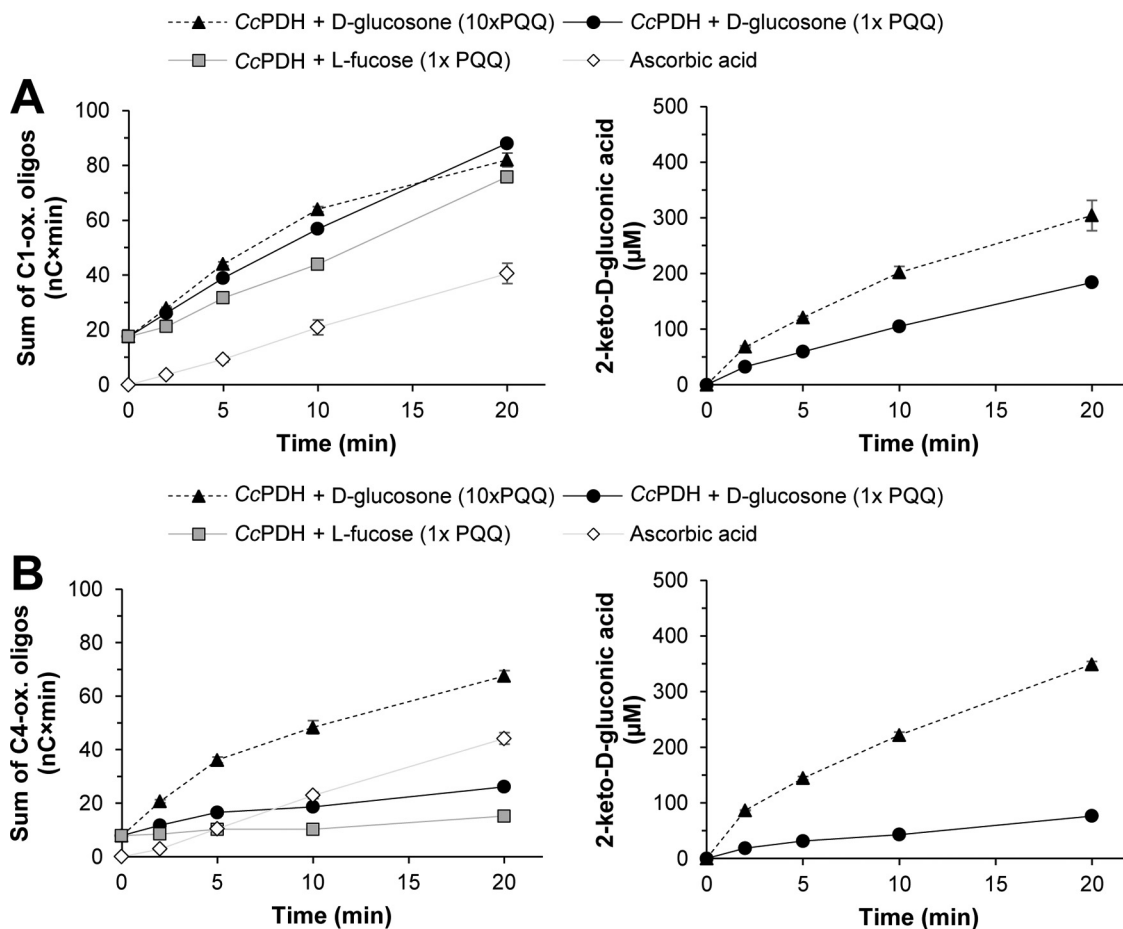 CcPDH + D-glucosone (10xPQQ) CcPDH + D-glucosone (1x PQQ)
CcPDH + L-fucose (1x PQQ) Ascorbic acid
A
Sum of C1-ox. oligos
(nC×min)
100
80
60
40
20
0
0 5 10 15 20
Time (min)
2-keto-D-gluconic acid
(µM)
500
400
300
200
100
0
0 5 10 15 20
Time (min)
CcPDH + D-glucosone (10xPQQ) CcPDH + D-glucosone (1x PQQ)
CcPDH + L-fucose (1x PQQ) Ascorbic acid
B
Sum of C4-ox. oligos
(nC×min)
100
80
60
40
20
0
0 5 10 15 20
Time (min)
2-keto-D-gluconic acid
(µM)
500
400
300
200
100
0
0 5 10 15 20
Time (min)